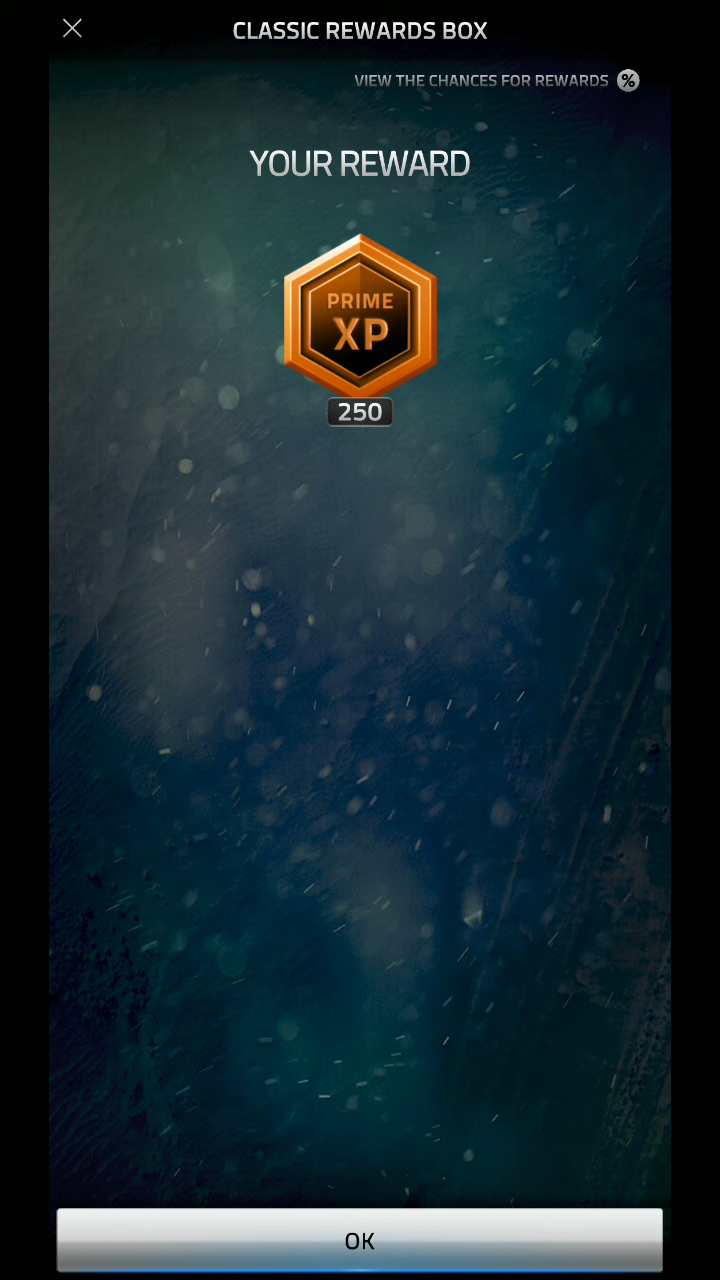 CLASSIC REWARDS BOX
VIEW THE CHANCES FOR REWARDS %
YOUR REWARD
PRIME
XP
250
OK